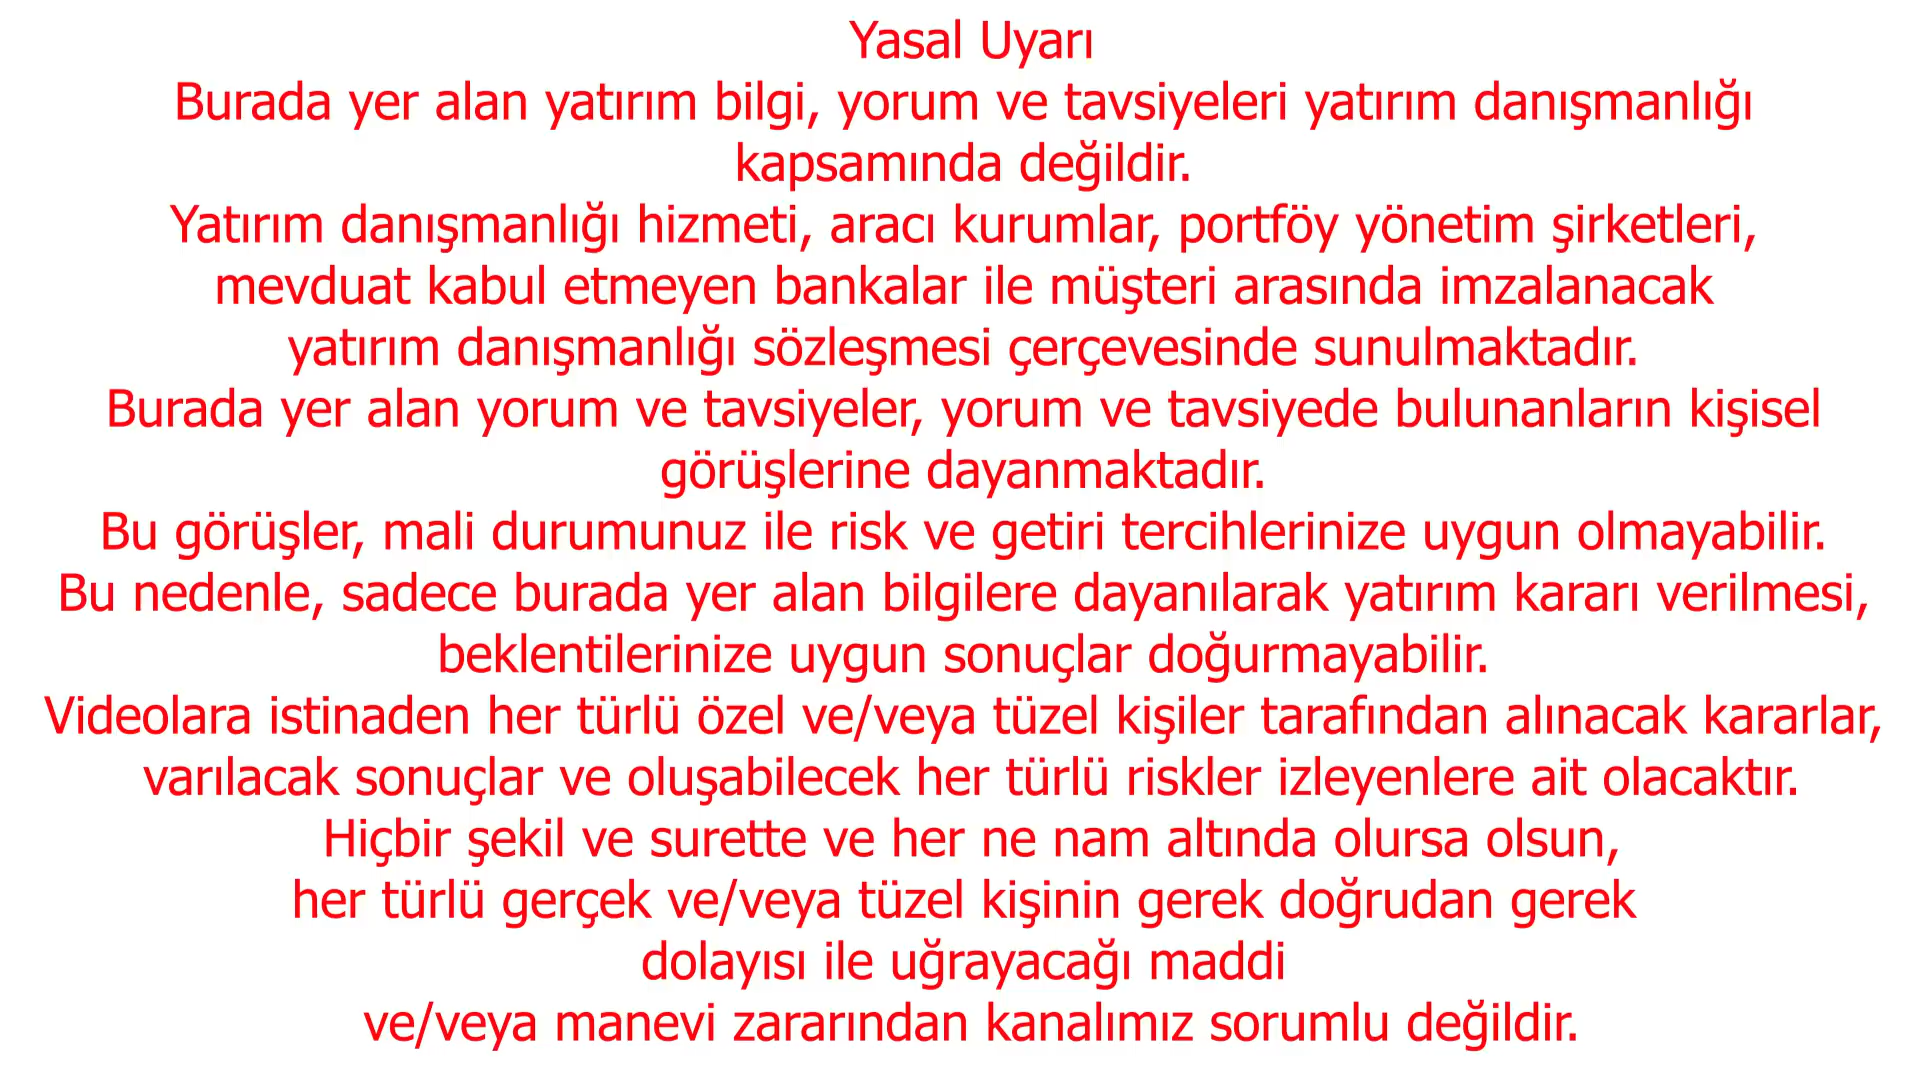 Yasal Uyarı
Burada yer alan yatırım bilgi, yorum ve tavsiyeleri yatırım danışmanlığı
kapsamında değildir.
Yatırım danışmanlığı hizmeti, aracı kurumlar, portföy yönetim şirketleri,
mevduat kabul etmeyen bankalar ile müşteri arasında imzalanacak
yatırım danışmanlığı sözleşmesi çerçevesinde sunulmaktadır.
Burada yer alan yorum ve tavsiyeler, yorum ve tavsiyede bulunanların kişisel
görüşlerine dayanmaktadır.
Bu görüşler, mali durumunuz ile risk ve getiri tercihlerinize uygun olmayabilir.
Bu nedenle, sadece burada yer alan bilgilere dayanılarak yatırım kararı verilmesi,
beklentilerinize uygun sonuçlar doğurmayabilir.
Videolara istinaden her türlü özel ve/veya tüzel kişiler tarafından alınacak kararlar,
varılacak sonuçlar ve oluşabilecek her türlü riskler izleyenlere ait olacaktır.
Hiçbir şekil ve surette ve her ne nam altında olursa olsun,
her türlü gerçek ve/veya tüzel kişinin gerek doğrudan gerek
dolayısı ile uğrayacağı maddi
ve/veya manevi zararından kanalımız sorumlu değildir.